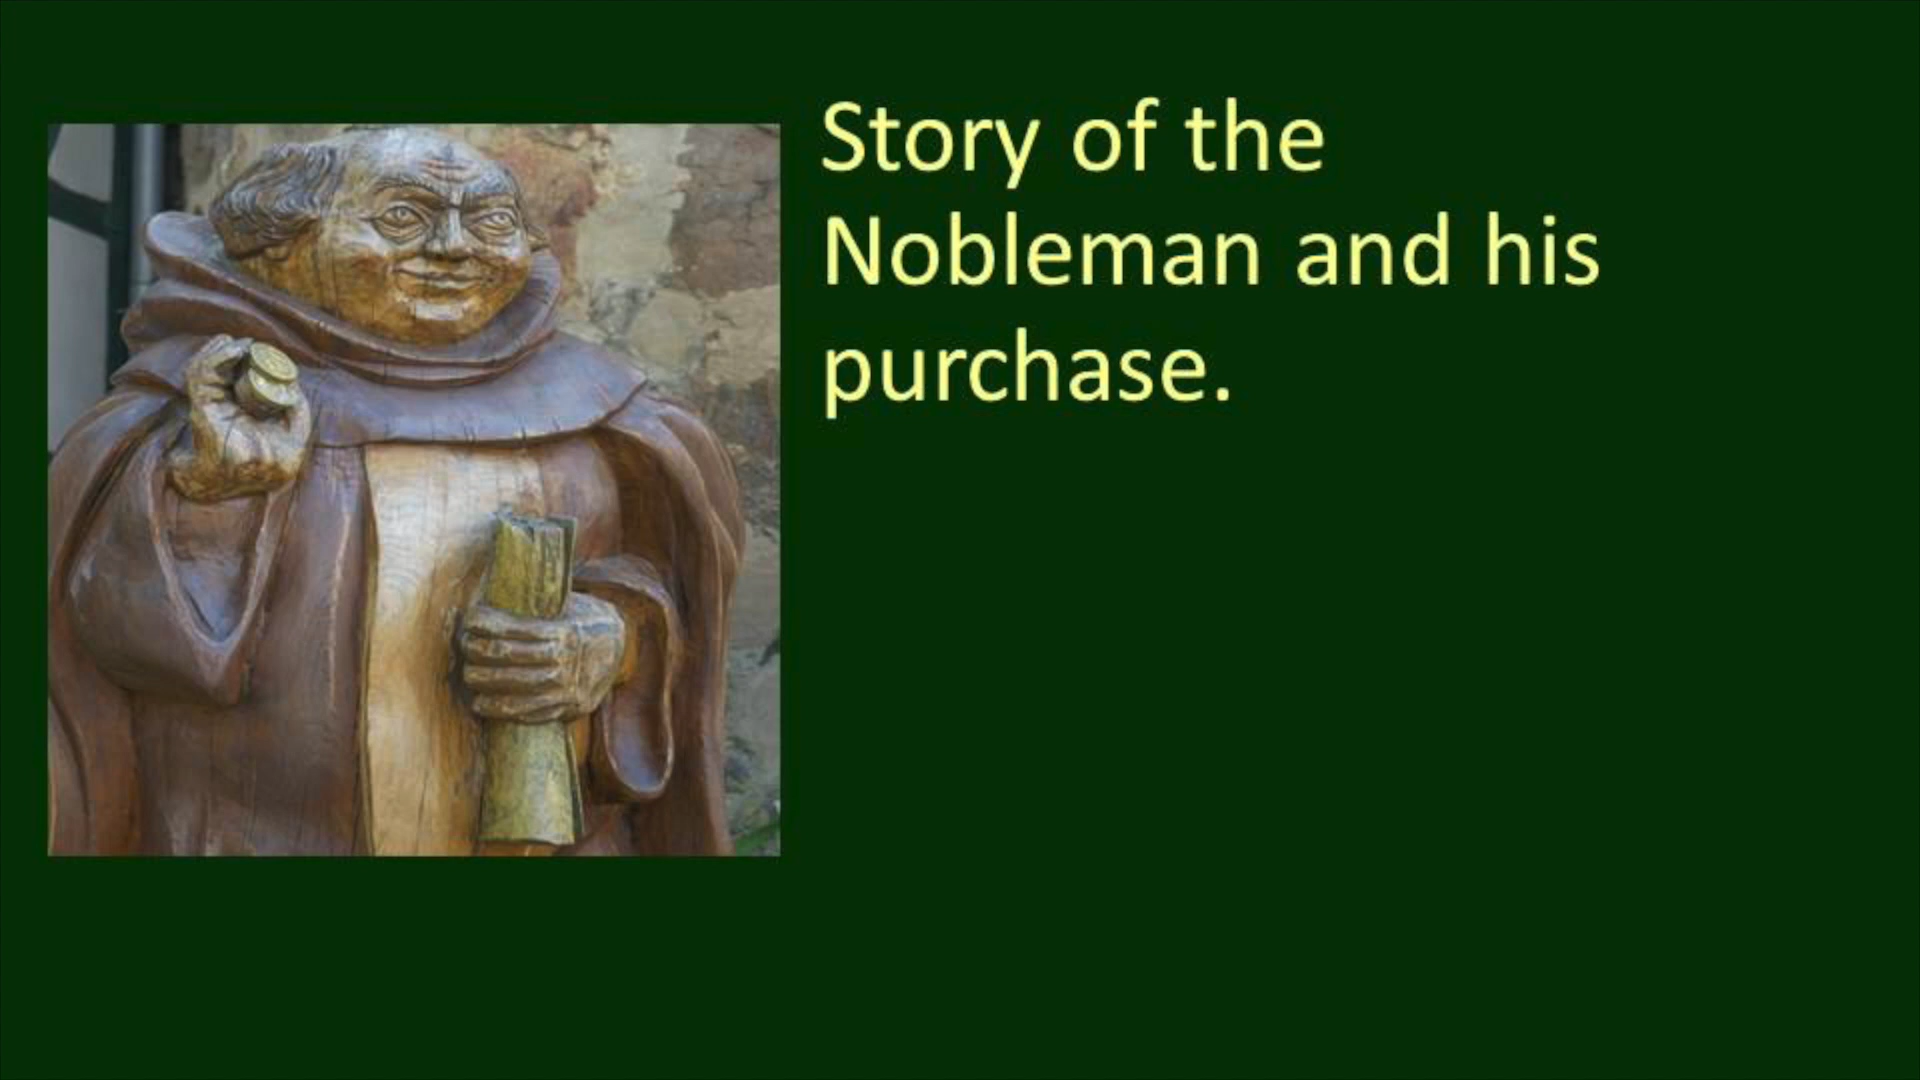 Story of the
Nobleman and his
purchase.